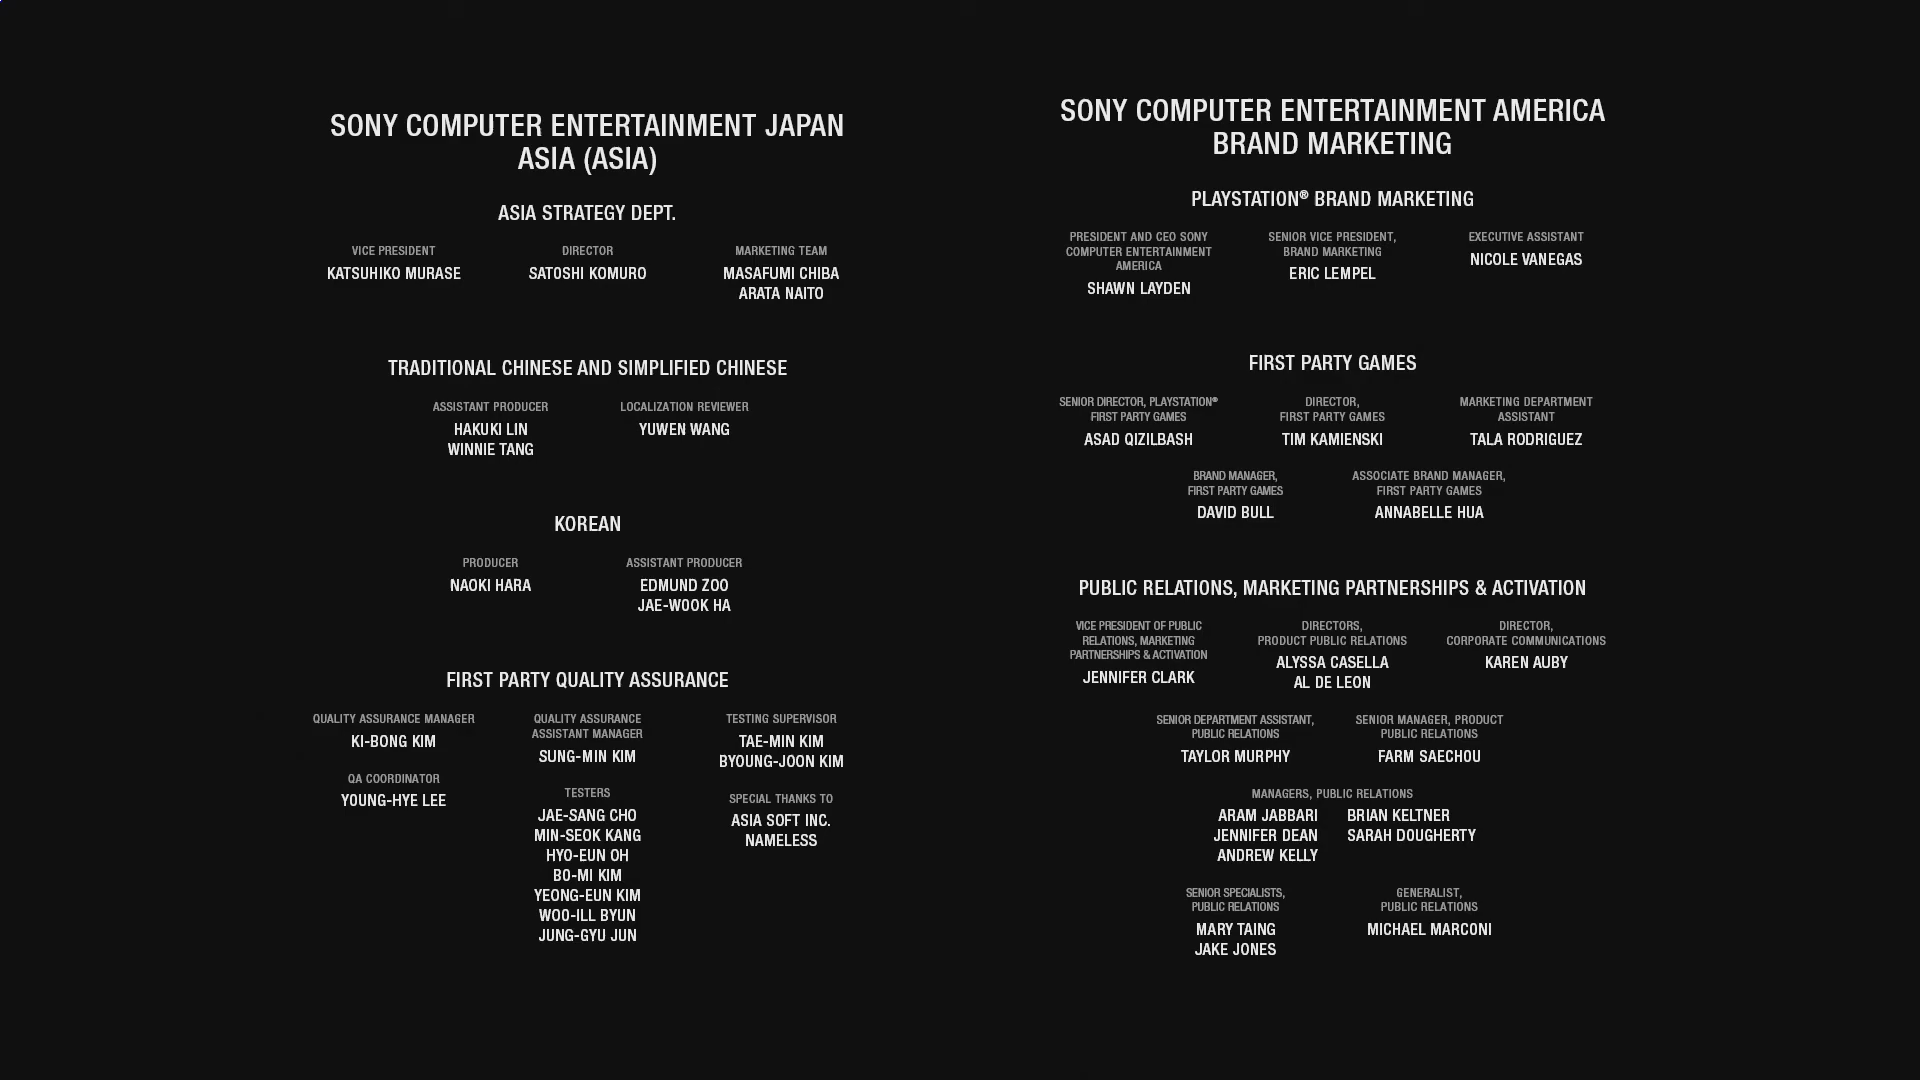 SONY COMPUTER ENTERTAINMENT JAPAN
ASIA (ASIA)
ASIA STRATEGY DEPT.
VICE PRESIDENT
KATSUHIKO MURASE
DIRECTOR
SATOSHI KOMURO
MARKETING TEAM
MASAFUMI CHIBA
ARATA NAITO
TRADITIONAL CHINESE AND SIMPLIFIED CHINESE
ASSISTANT PRODUCER
HAKUKI LIN
WINNIE TANG
LOCALIZATION REVIEWER
YUWEN WANG
KOREAN
PRODUCER
NAOKI HARA
ASSISTANT PRODUCER
EDMUND ZOO
JAE-WOOK HA
FIRST PARTY QUALITY ASSURANCE
QUALITY ASSURANCE MANAGER
KI-BONG KIM
QA COORDINATOR
YOUNG-HYE LEE
QUALITY ASSURANCE
ASSISTANT MANAGER
SUNG-MIN KIM
TESTERS
JAE-SANG CHO
MIN-SEOK KANG
HYO-EUN OH
BO-MI KIM
YEONG-EUN KIM
WOO-ILL BYUN
JUNG-GYU JUN
TESTING SUPERVISOR
TAE-MIN KIM
BYOUNG-JOON KIM
SPECIAL THANKS TO
ASIA SOFT INC.
NAMELESS
SONY COMPUTER ENTERTAINMENT AMERICA
BRAND MARKETING
PLAYSTATION® BRAND MARKETING
PRESIDENT AND CEO SONY
COMPUTER ENTERTAINMENT
AMERICA
SHAWN LAYDEN
SENIOR VICE PRESIDENT,
BRAND MARKETING
ERIC LEMPEL
EXECUTIVE ASSISTANT
NICOLE VANEGAS
FIRST PARTY GAMES
SENIOR DIRECTOR, PLAYSTATION®
FIRST PARTY GAMES
ASAD QIZILBASH
DIRECTOR,
FIRST PARTY GAMES
TIM KAMIENSKI
MARKETING DEPARTMENT
ASSISTANT
TALA RODRIGUEZ
BRAND MANAGER,
FIRST PARTY GAMES
DAVID BULL
ASSOCIATE BRAND MANAGER,
FIRST PARTY GAMES
ANNABELLE HUA
PUBLIC RELATIONS, MARKETING PARTNERSHIPS & ACTIVATION
VICE PRESIDENT OF PUBLIC
RELATIONS, MARKETING
PARTNERSHIPS & ACTIVATION
JENNIFER CLARK
DIRECTORS,
PRODUCT PUBLIC RELATIONS
ALYSSA CASELLA
AL DE LEON
DIRECTOR,
CORPORATE COMMUNICATIONS
KAREN AUBY
SENIOR DEPARTMENT ASSISTANT,
PUBLIC RELATIONS
TAYLOR MURPHY
SENIOR MANAGER, PRODUCT
PUBLIC RELATIONS
FARM SAECHOU
MANAGERS, PUBLIC RELATIONS
ARAM JABBARI
JENNIFER DEAN
ANDREW KELLY
BRIAN KELTNER
SARAH DOUGHERTY
SENIOR SPECIALISTS,
PUBLIC RELATIONS
MARY TAING
JAKE JONES
GENERALIST,
PUBLIC RELATIONS
MICHAEL MARCONI